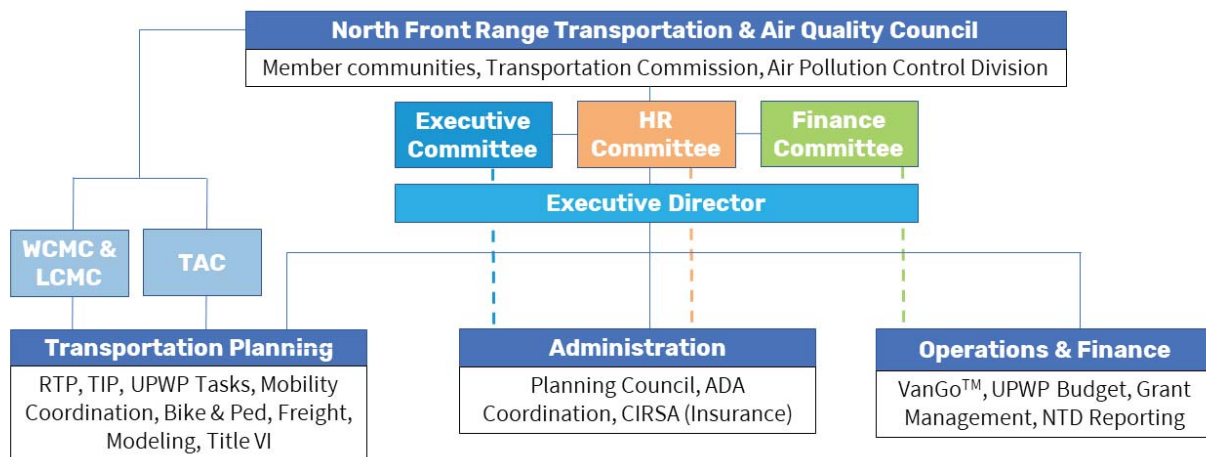 North Front Range Transportation & Air Quality Council
Member communities, Transportation Commission, Air Pollution Control Division
Executive
Committee
HR
Committee
Finance
Committee
Executive Director
WCMC &
LCMC
TAC
Transportation Planning
RTP, TIP, UPWP Tasks, Mobility
Coordination, Bike & Ped, Freight,
Modeling, Title VI
Administration
Planning Council, ADA
Coordination, CIRSA (Insurance)
Operations & Finance
VanGo™, UPWP Budget, Grant
Management, NTD Reporting